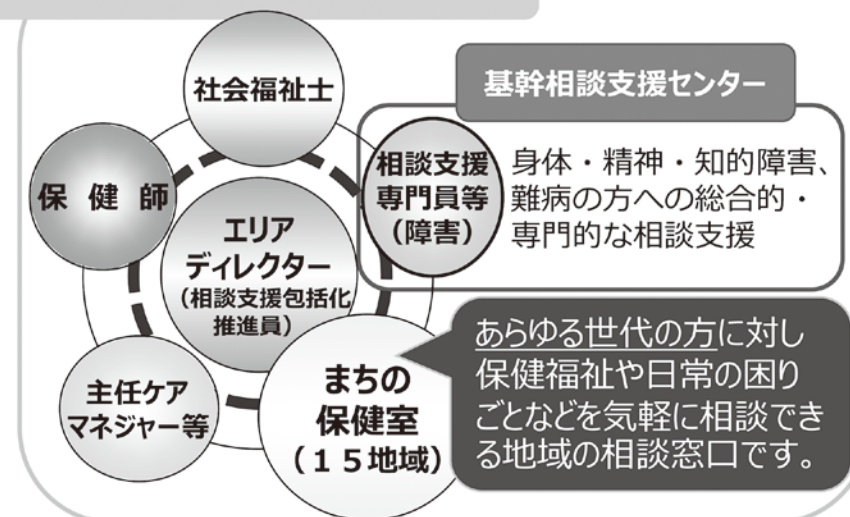 社会福祉士
基幹相談支援センター
相談支援
専門員等
（障害）
身体・精神・知的障害、
難病の方への総合的・
専門的な相談支援
保　健　師
エリア
ディレクター
（相談支援包括化
推進員）
主任ケア
マネジャー等
まちの
保健室
（１５地域）
あらゆる世代の方に対し
保健福祉や日常の困り
ごとなどを気軽に相談でき
る地域の相談窓口です。